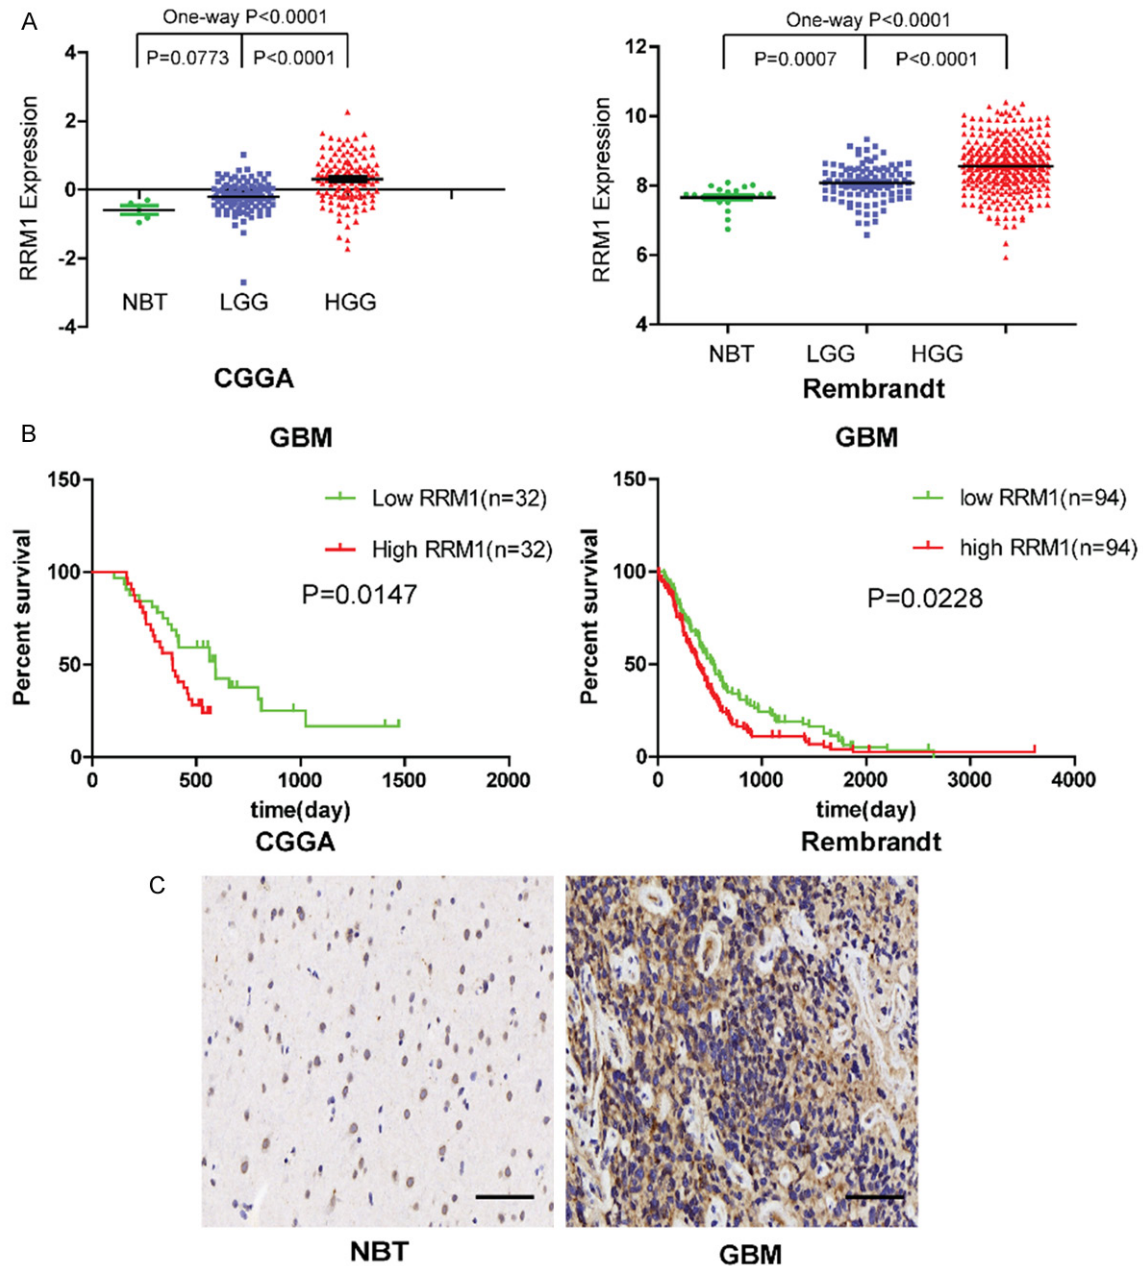 A
One-way P<0.0001
P=0.0773 P<0.0001
RRM1 Expression
4
2
0
-2
-4
NBT LGG HGG
CGGA
One-way P<0.0001
P=0.0007 P<0.0001
RRM1 Expression
12
10
8
6
4
NBT LGG HGG
Rembrandt
B
GBM
Percent survival
150
100
50
0
Low RRM1(n=32)
High RRM1(n=32)
P=0.0147
0 500 1000 1500 2000
time(day)
CGGA
GBM
Percent survival
150
100
50
0
low RRM1(n=94)
high RRM1(n=94)
P=0.0228
0 1000 2000 3000 4000
time(day)
Rembrandt
C
NBT
GBM